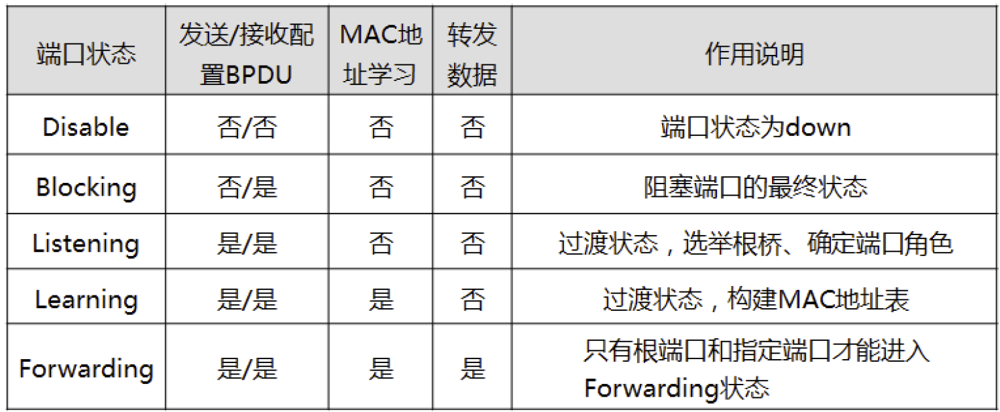 端口状态 发送/接收配置BPDU MAC地址学习 转发数据 作用说明
Disable 否/否 否 否 端口状态为down
Blocking 否/是 否 否 阻塞端口的最终状态
Listening 是/是 否 否 过渡状态，选举根桥、确定端口角色
Learning 是/是 是 否 过渡状态，构建MAC地址表
Forwarding 是/是 是 是 只有根端口和指定端口才能进入
Forwarding状态